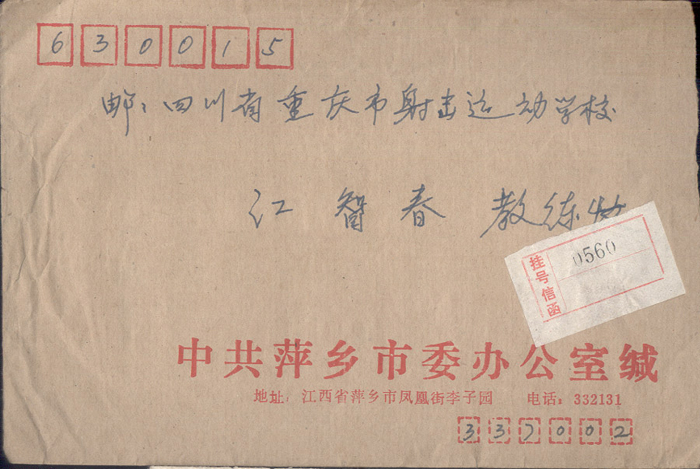 630015
邮:四川省重庆市射击运动学校
江智春 教练收
挂号信函
0560
中共萍乡市委办公室缄
地址:江西省萍乡市凤凰街李子园 电话:332131
337002